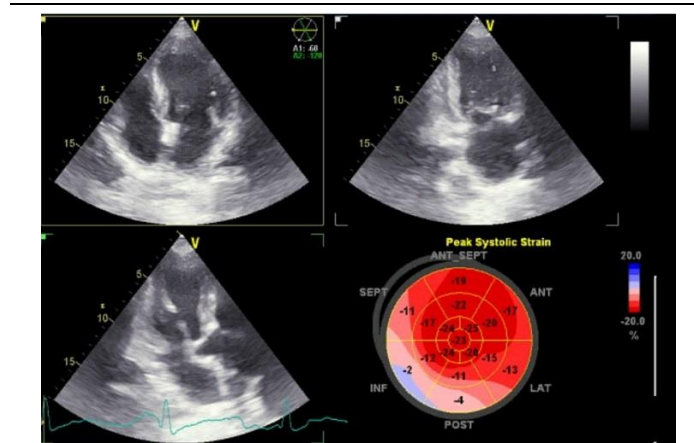 V
5
10
15
x
A1: -60
A2: -120
V
5
10
15
x
V
5
10
15
x
Peak Systolic Strain
ANT_SEPT
SEPT
ANT
INF
LAT
POST
-19
-11
-17
-22
-17
-20
-24
-25
-23
-24
-26
-12
-15
-2
-11
-13
-4
20.0
-20.0
%